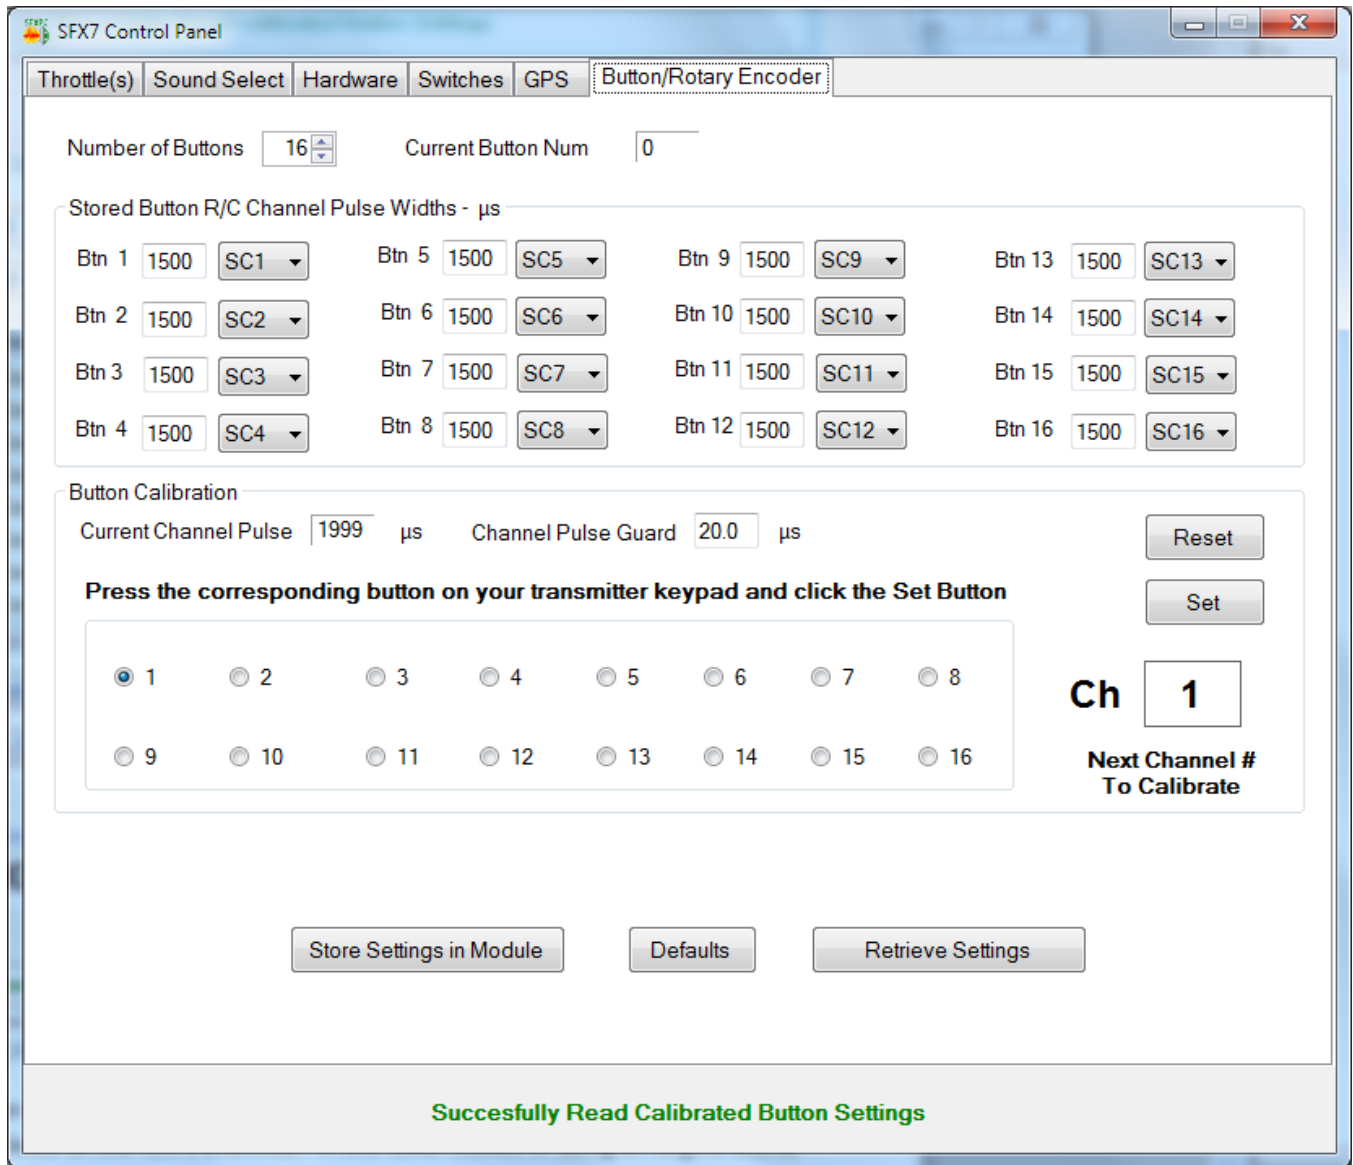 SFX7 Control Panel
Throttle(s) Sound Select Hardware Switches GPS Button/Rotary Encoder
Number of Buttons 16 Current Button Num 0
Stored Button R/C Channel Pulse Widths - µs
Btn 1 1500 SC1 Btn 5 1500 SC5 Btn 9 1500 SC9 Btn 13 1500 SC13
Btn 2 1500 SC2 Btn 6 1500 SC6 Btn 10 1500 SC10 Btn 14 1500 SC14
Btn 3 1500 SC3 Btn 7 1500 SC7 Btn 11 1500 SC11 Btn 15 1500 SC15
Btn 4 1500 SC4 Btn 8 1500 SC8 Btn 12 1500 SC12 Btn 16 1500 SC16
Button Calibration
Current Channel Pulse 1999 µs Channel Pulse Guard 20.0 µs Reset
Press the corresponding button on your transmitter keypad and click the Set Button Set
1 2 3 4 5 6 7 8
Ch 1
9 10 11 12 13 14 15 16
Next Channel #
To Calibrate
Store Settings in Module Defaults Retrieve Settings
Succesfully Read Calibrated Button Settings